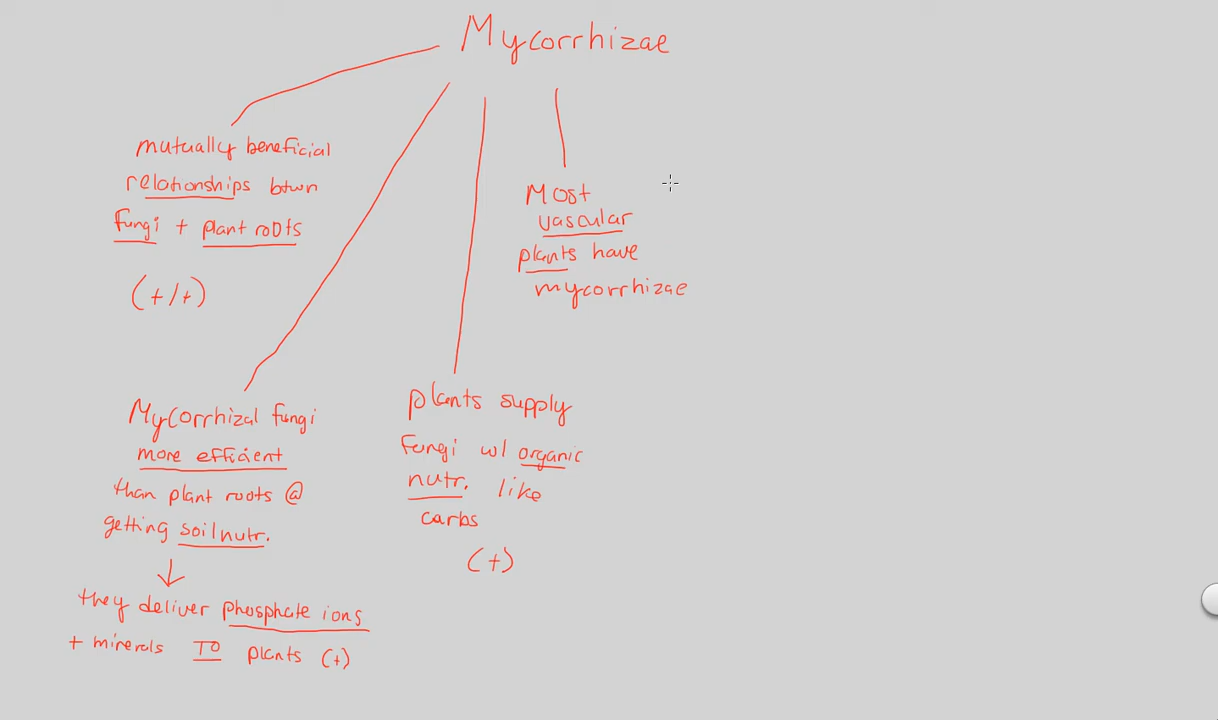 Mycorrhizae
mutually beneficial
relationships btwn
fungi + plant roots
(+/+)
Mycorrhizal fungi
more efficient
than plant roots @
getting soil nutr.
they deliver phosphate ions
+ minerals TO plants (+)
plants supply
fungi w/ organic
nutr. like
carbs
(+)
Most
vascular
plants have
mycorrhizae